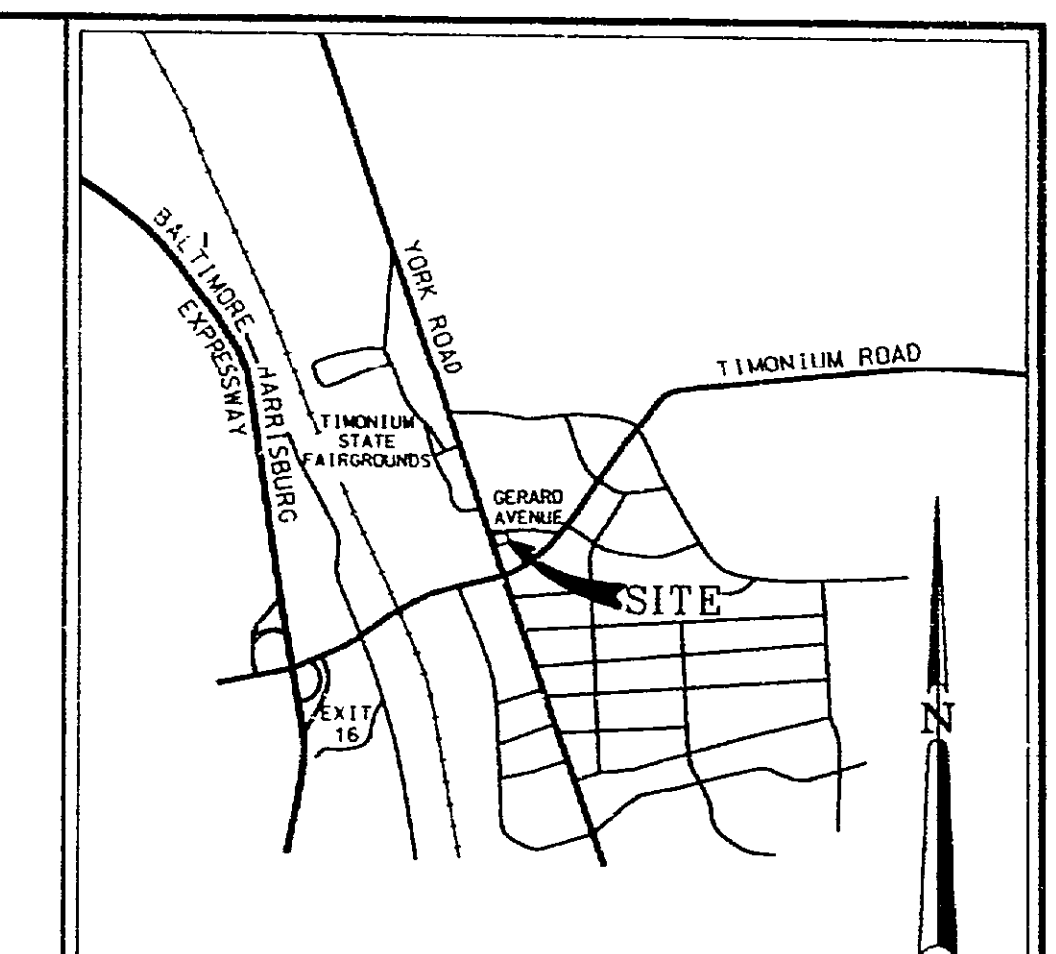 BALTIMORE—HARRISBURG
EXPRESSWAY
YORK ROAD
TIMONIUM ROAD
TIMONIUM
STATE
FAIRGROUNDS
GERARD
AVENUE
SITE
EXIT
16
N